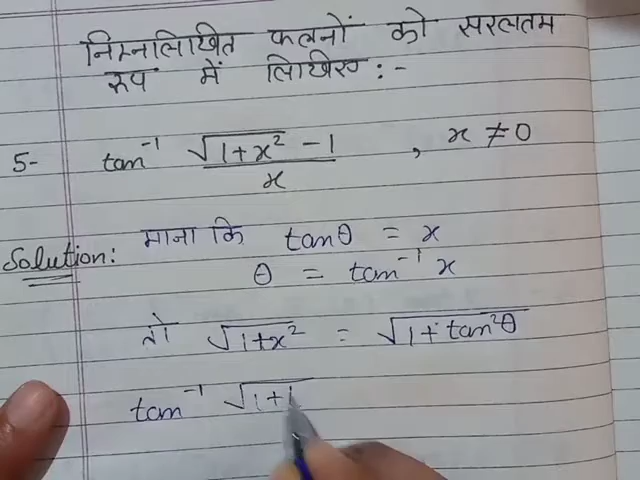 निम्नलिखित फलनों को सरलतम
रूप में लिखिए :-
5- tan⁻¹ (√(1+x²) - 1)/x , x ≠ 0
Solution: माना कि tanθ = x
θ = tan⁻¹ x
तो √(1+x²) = √(1+tan²θ)
tan⁻¹ √(1+